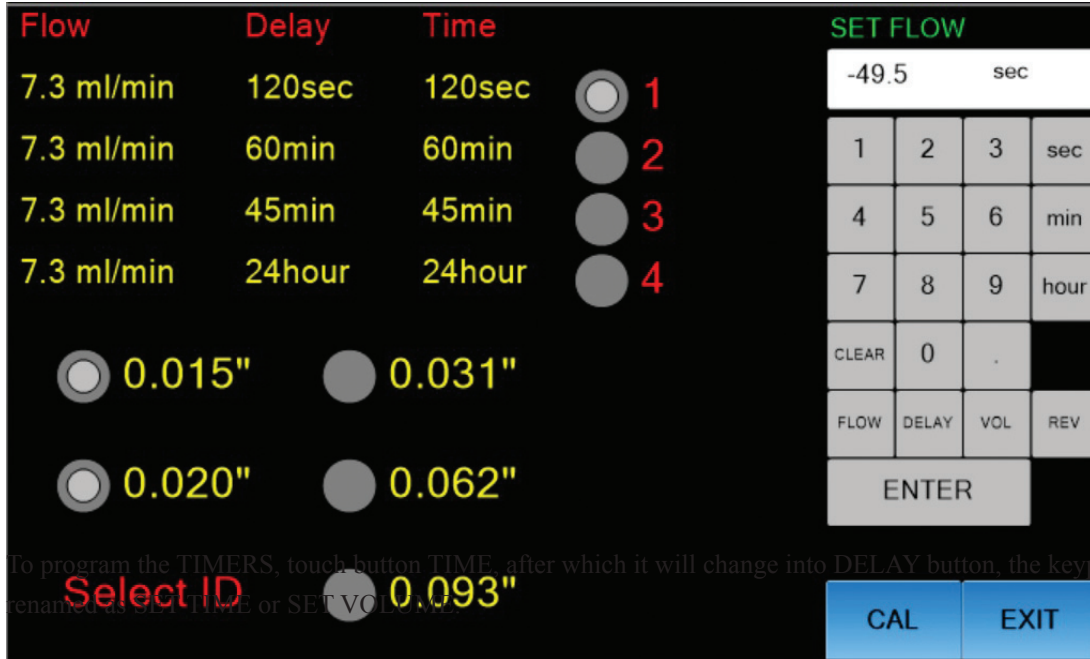 Flow Delay Time
7.3 ml/min 120sec 120sec 1
7.3 ml/min 60min 60min 2
7.3 ml/min 45min 45min 3
7.3 ml/min 24hour 24hour 4
0.015" 0.031"
0.020" 0.062"
Select ID 0.093"
SET FLOW
-49.5 sec
1 2 3 sec
4 5 6 min
7 8 9 hour
CLEAR 0 .
FLOW DELAY VOL REV
ENTER
CAL EXIT
To program the TIMERS, touch button TIME, after which it will change into DELAY button, the keyp
renamed as SET TIME or SET VOLUME.